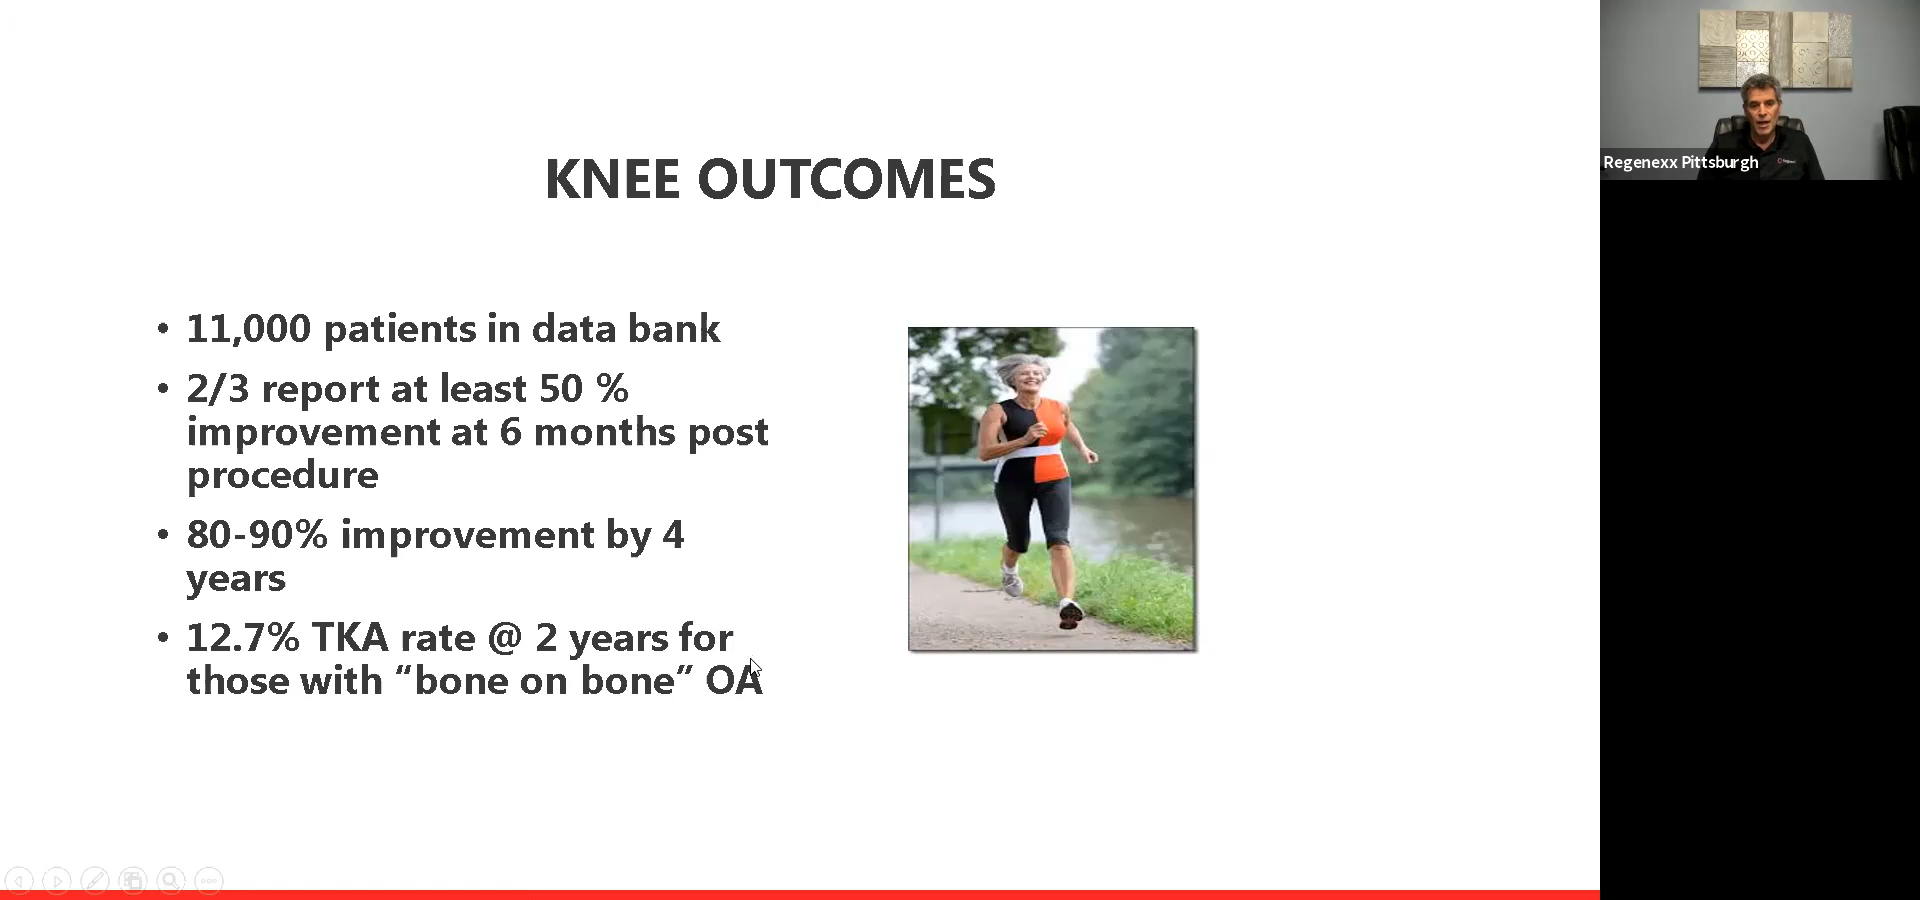 KNEE OUTCOMES
• 11,000 patients in data bank
• 2/3 report at least 50 %
improvement at 6 months post
procedure
• 80-90% improvement by 4
years
• 12.7% TKA rate @ 2 years for
those with “bone on bone” OA
Regenexx Pittsburgh